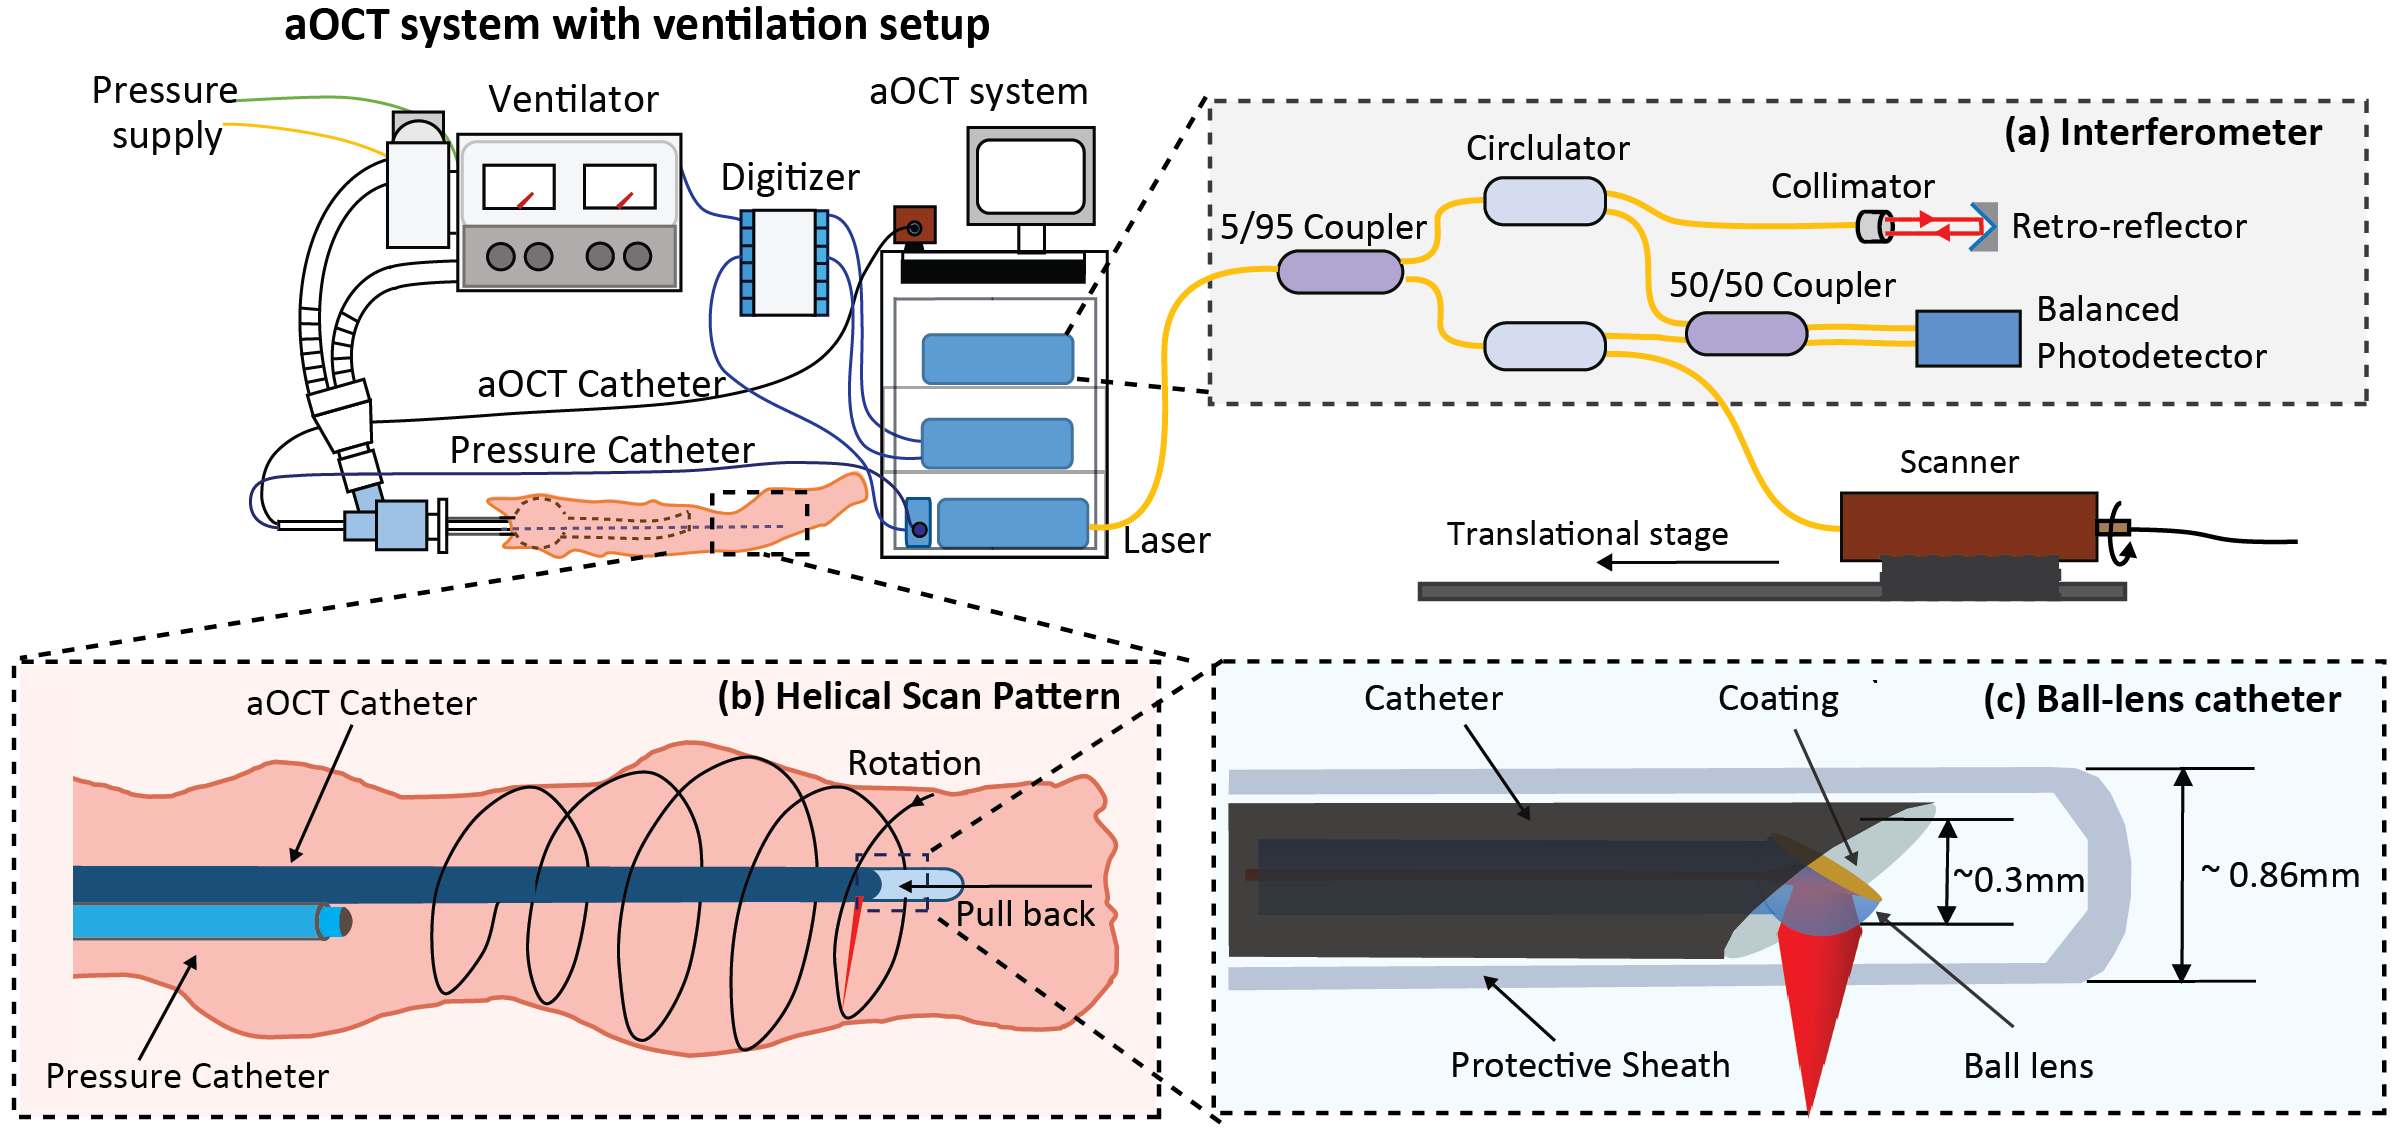 aOCT system with ventilation setup
Pressure
supply
Ventilator
Digitizer
aOCT system
aOCT Catheter
Pressure Catheter
Laser
(a) Interferometer
Circlulator
Collimator
5/95 Coupler
Retro-reflector
50/50 Coupler
Balanced
Photodetector
Scanner
Translational stage
(b) Helical Scan Pattern
aOCT Catheter
Rotation
Pull back
Pressure Catheter
(c) Ball-lens catheter
Catheter
Coating
~0.3mm
~ 0.86mm
Protective Sheath
Ball lens